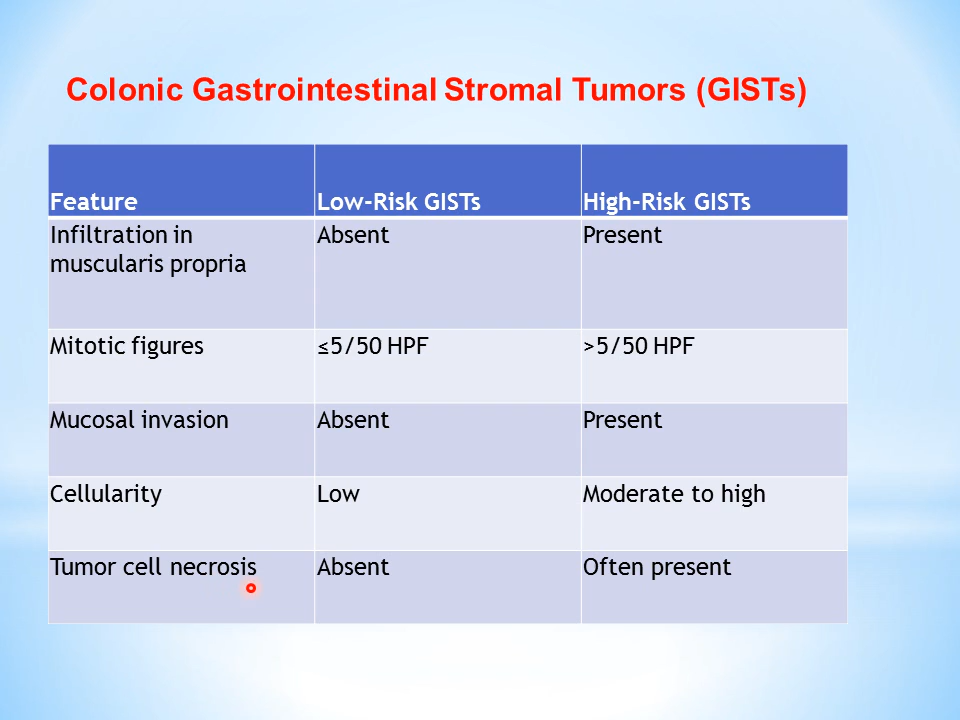 Colonic Gastrointestinal Stromal Tumors (GISTs)
Feature Low-Risk GISTs High-Risk GISTs
Infiltration in Absent Present
muscularis propria
Mitotic figures ≤5/50 HPF >5/50 HPF
Mucosal invasion Absent Present
Cellularity Low Moderate to high
Tumor cell necrosis Absent Often present